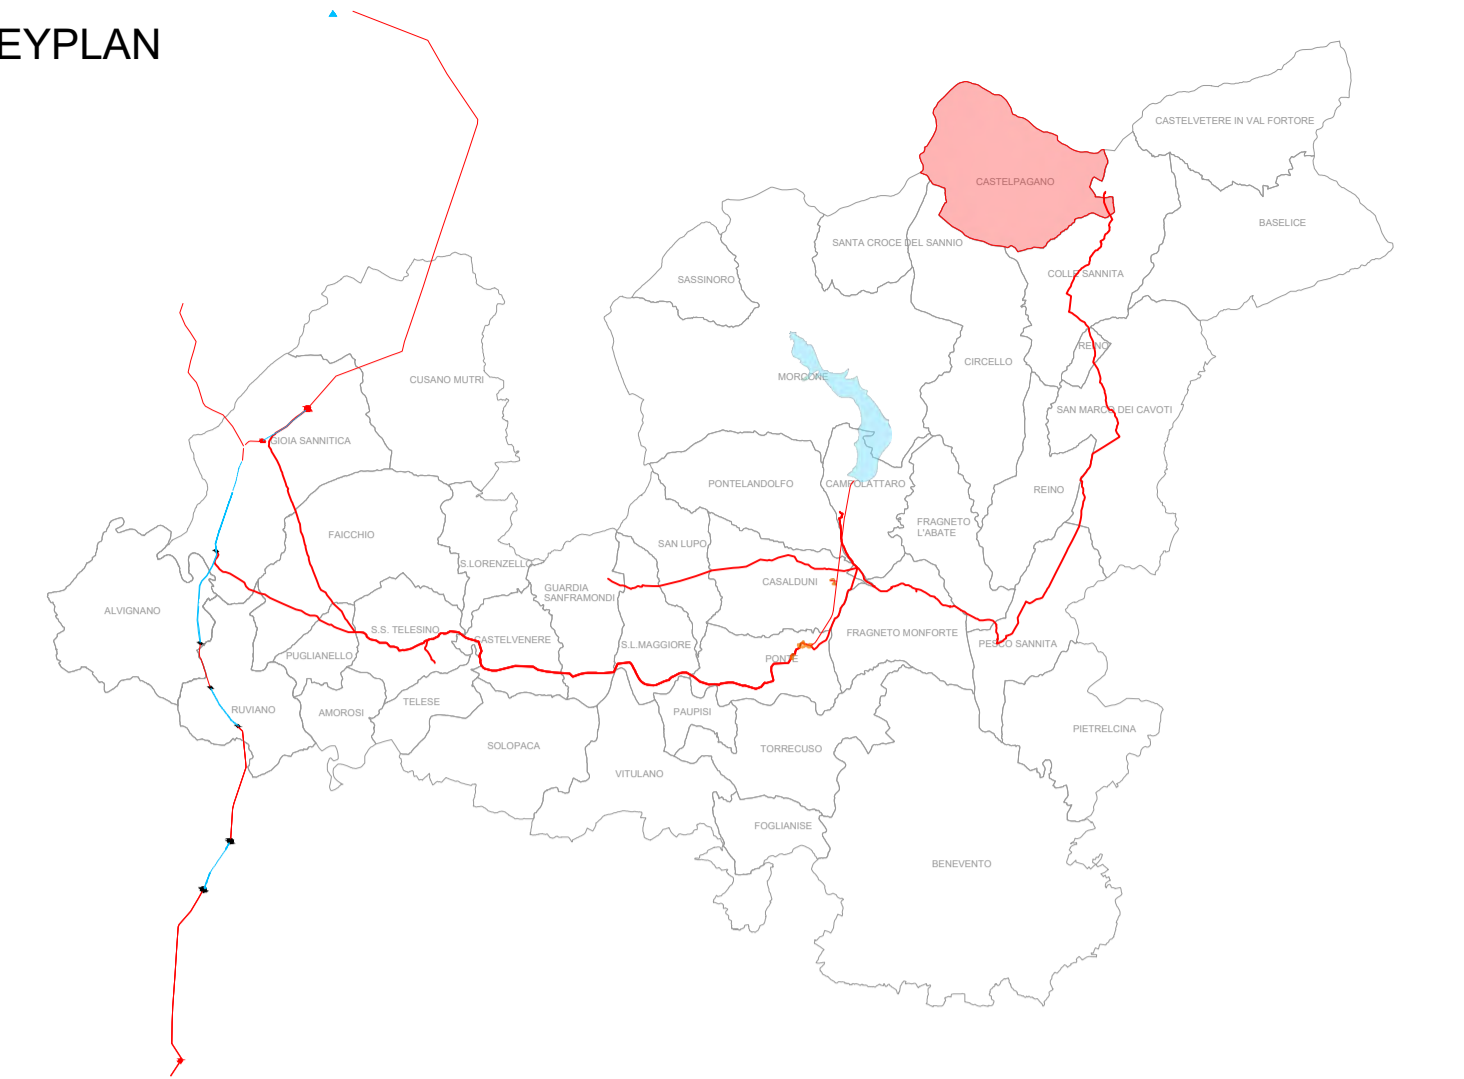 EYPLAN
CASTELVETERE IN VAL FORTORE
CASTELPAGANO
BASELICE
SANTA CROCE DEL SANNIO
SASSINORO
COLLE SANNITA
REINO
CIRCELLO
MORCONE
CUSANO MUTRI
SAN MARCO DEI CAVOTI
GIOIA SANNITICA
PONTELANDOLFO
CAMPOLATTARO
REINO
FRAGNETO
L'ABATE
FAICCHIO
SAN LUPO
S.LORENZELLO
CASALDUNI
GUARDIA
SANFRAMONDI
ALVIGNANO
S.S. TELESINO
CASTELVENERE
S.L.MAGGIORE
FRAGNETO MONFORTE
PESCO SANNITA
PUGLIANELLO
PONTE
TELESE
RUVIANO
AMOROSI
PAUPISI
PIETRELCINA
SOLOPACA
TORRECUSO
VITULANO
FOGLIANISE
BENEVENTO